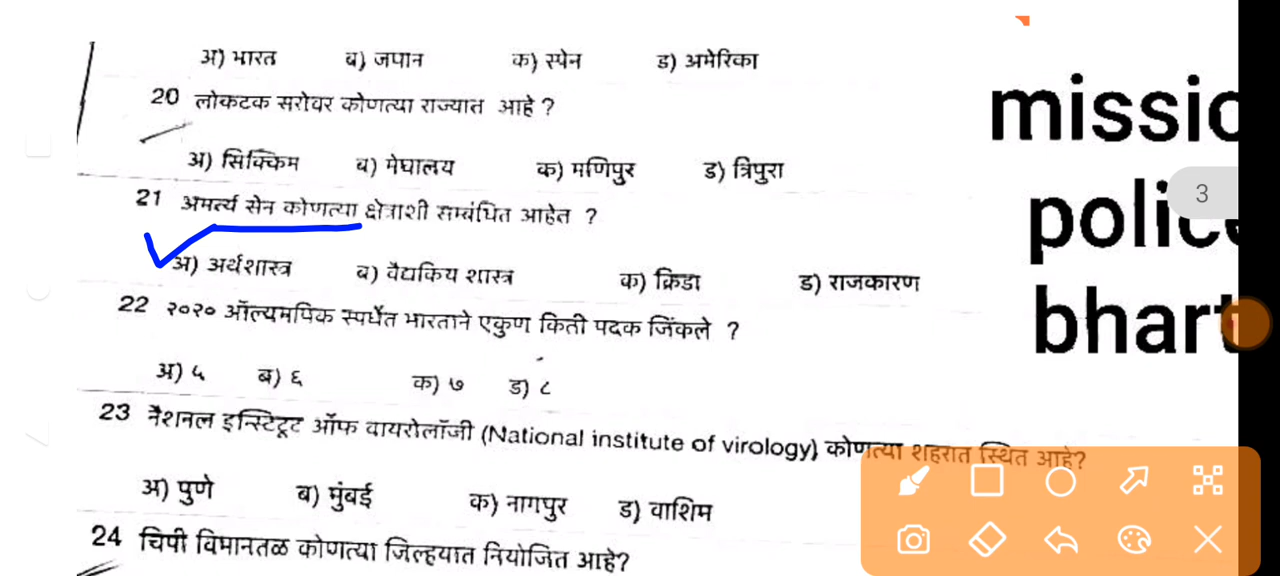 अ) भारत ब) जपान क) स्पेन ड) अमेरिका
20 लोकटक सरोवर कोणत्या राज्यात आहे ?
अ) सिक्किम ब) मेघालय क) मणिपुर ड) त्रिपुरा
21 अमर्त्य सेन कोणत्या क्षेत्राशी सम्बंधित आहेत ?
अ) अर्थशास्त्र ब) वैद्यकिय शास्त्र क) क्रिडा ड) राजकारण
22 २०२० ऑल्यमपिक स्पर्धेत भारताने एकुण किती पदक जिंकले ?
अ) ५ ब) ६ क) ७ ड) ८
23 नैशनल इन्स्टिटूट ऑफ वायरोलॉजी (National institute of virology) कोणत्या शहरात स्थित आहे?
अ) पुणे ब) मुंबई क) नागपुर ड) वाशिम
24 चिपी विमानतळ कोणत्या जिल्हयात नियोजित आहे?
missio
3
polic
bhart